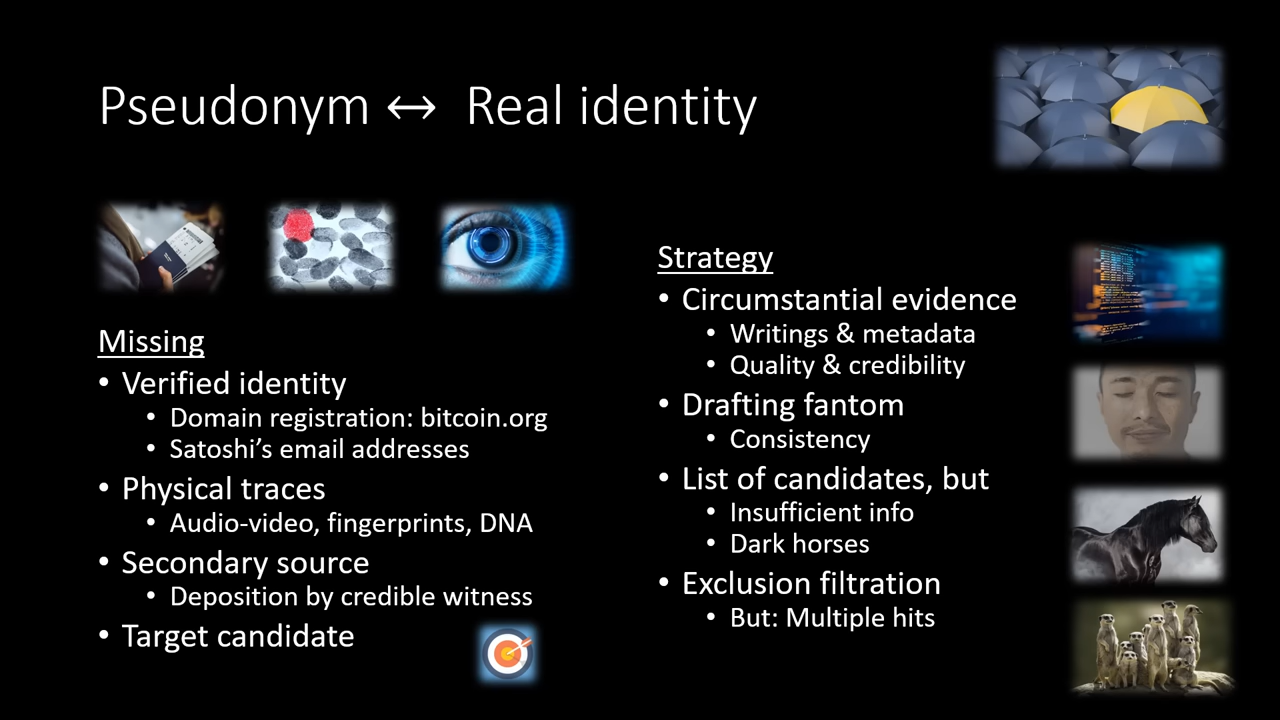 Pseudonym ↔ Real identity
Missing
• Verified identity
• Domain registration: bitcoin.org
• Satoshi’s email addresses
• Physical traces
• Audio-video, fingerprints, DNA
• Secondary source
• Deposition by credible witness
• Target candidate
Strategy
• Circumstantial evidence
• Writings & metadata
• Quality & credibility
• Drafting fantom
• Consistency
• List of candidates, but
• Insufficient info
• Dark horses
• Exclusion filtration
• But: Multiple hits